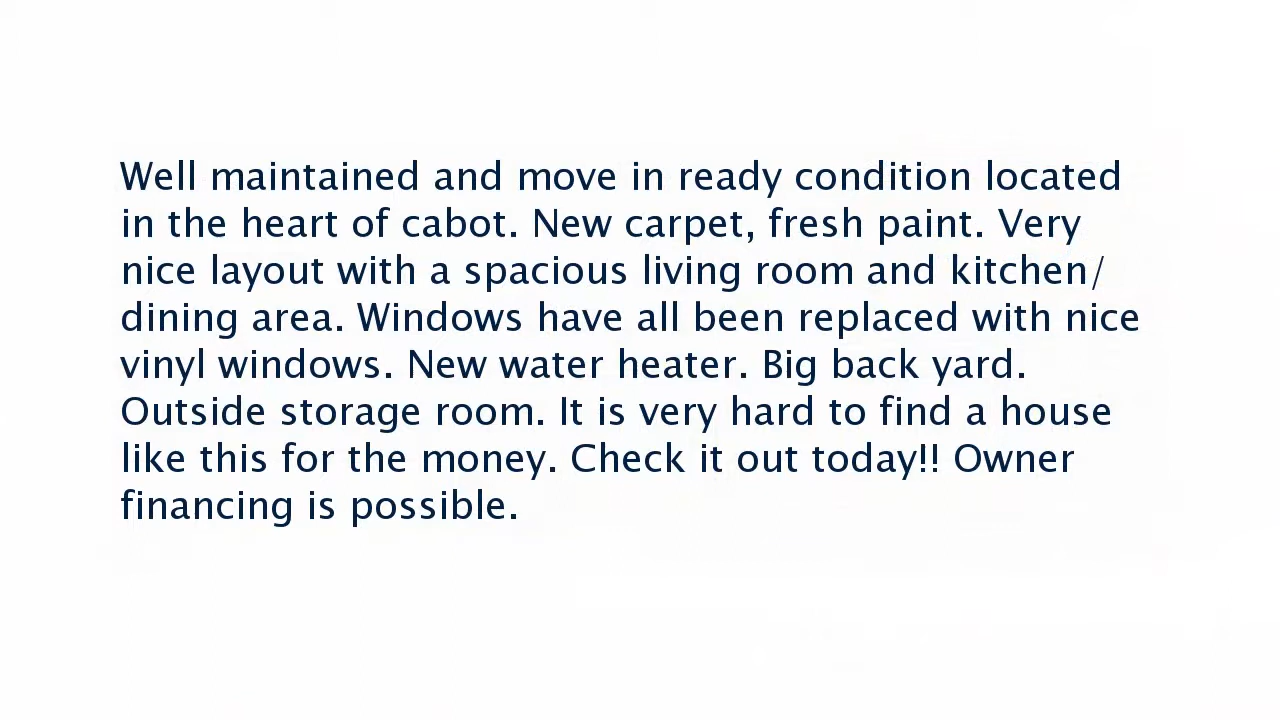 Well maintained and move in ready condition located
in the heart of cabot. New carpet, fresh paint. Very
nice layout with a spacious living room and kitchen/
dining area. Windows have all been replaced with nice
vinyl windows. New water heater. Big back yard.
Outside storage room. It is very hard to find a house
like this for the money. Check it out today!! Owner
financing is possible.